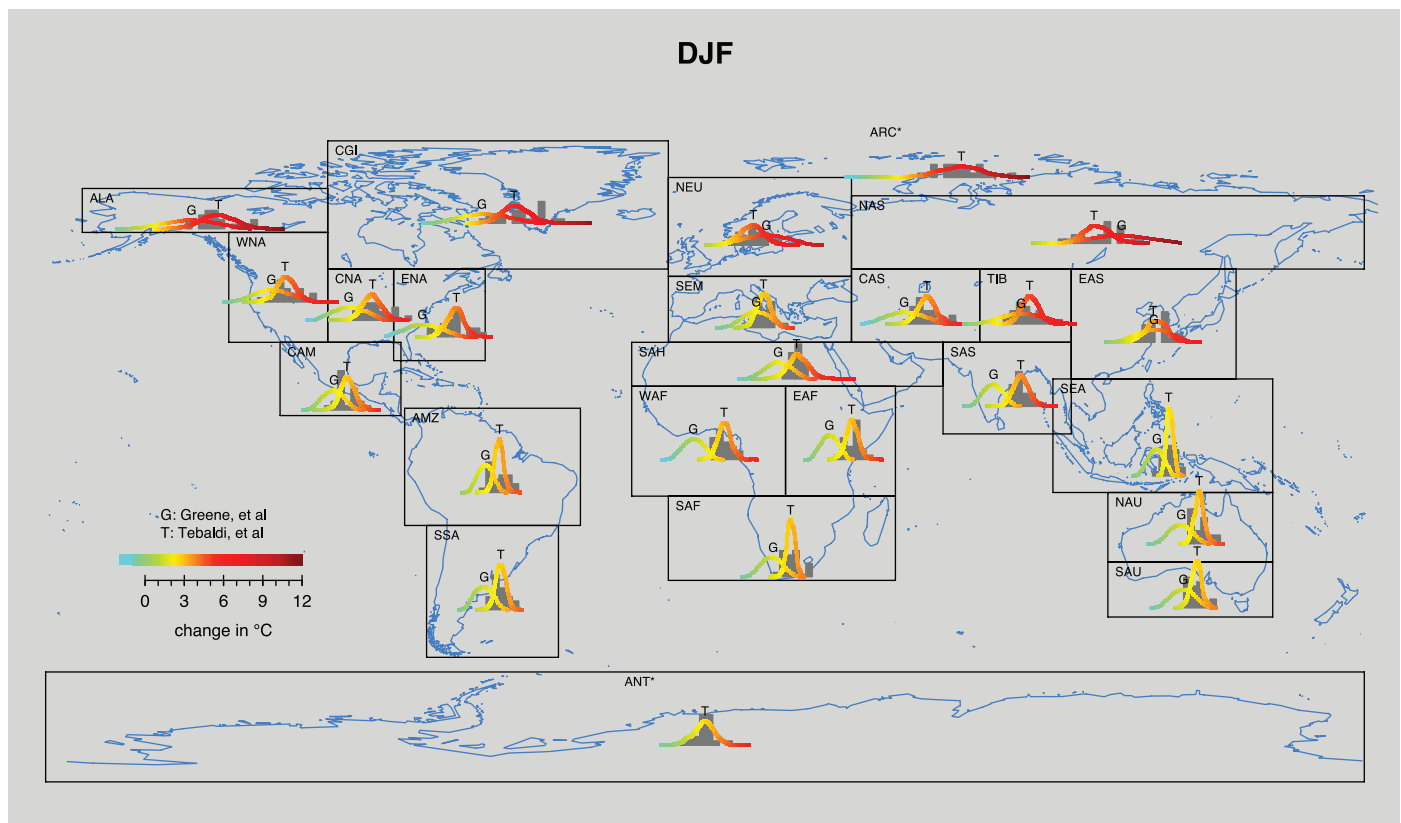 DJF
ARC*
CGI
G T
T
NEU
T G
ALA
G T
NAS
T G
WNA
G T
CNA
G T
ENA
G T
SEM
G T
CAS
G T
TIB
G T
EAS
T
G
CAM
G T
SAH
G T
SAS
G T
SEA
G T
WAF
G T
EAF
G T
AMZ
G T
SAF
G T
NAU
G T
SSA
G T
SAU
G T
G: Greene, et al
T: Tebaldi, et al
0 3 6 9 12
change in °C
ANT*
T